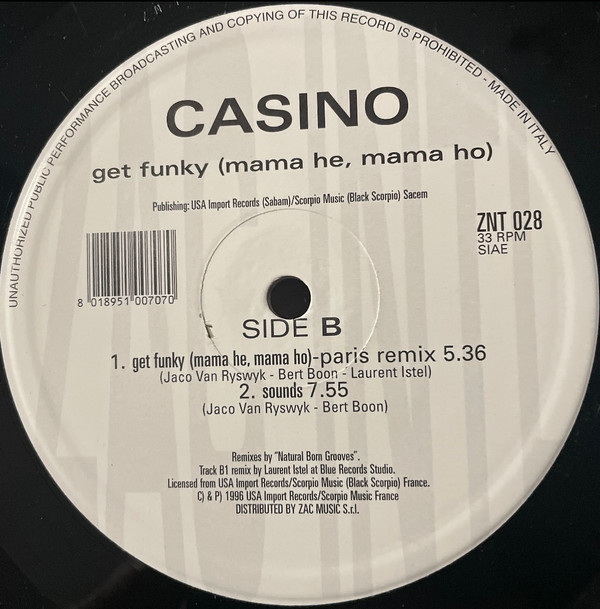 UNAUTHORIZED PUBLIC PERFORMANCE BROADCASTING AND COPYING OF THIS RECORD IS PROHIBITED - MADE IN ITALY
CASINO
get funky (mama he, mama ho)
Publishing: USA Import Records (Sabam)/Scorpio Music (Black Scorpio) Sacem
ZNT 028
33 RPM
SIAE
8 018951 007070
SIDE B
1. get funky (mama he, mama ho)-paris remix 5.36
(Jaco Van Ryswyk - Bert Boon - Laurent Istel)
2. sounds 7.55
(Jaco Van Ryswyk - Bert Boon)
Remixes by "Natural Born Grooves".
Track B1 remix by Laurent Istel at Blue Records Studio.
Licensed from USA Import Records/Scorpio Music (Black Scorpio) France.
C) & P) 1996 USA Import Records/Scorpio Music France
DISTRIBUTED BY ZAC MUSIC S.r.l.